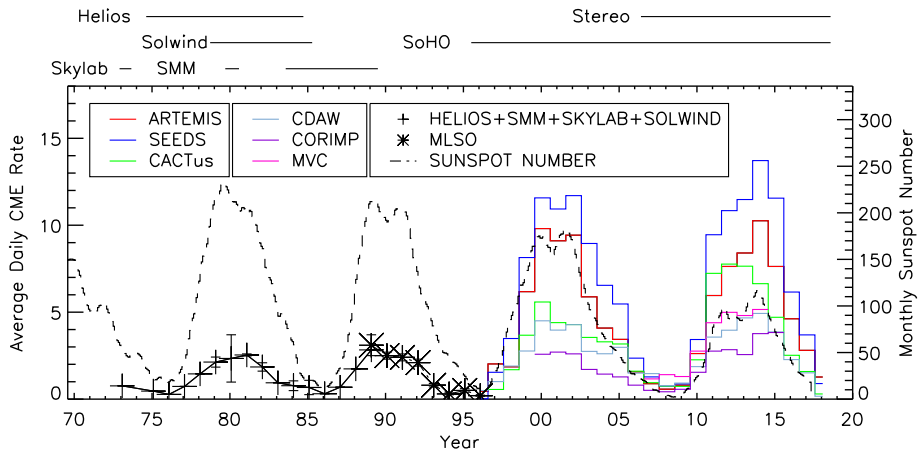 Helios Stereo
Solwind SoHO
Skylab SMM
ARTEMIS CDAW HELIOS+SMM+SKYLAB+SOLWIND
SEEDS CORIMP MLSO
CACTus MVC SUNSPOT NUMBER
Average Daily CME Rate
15
10
5
0
Monthly Sunspot Number
300
250
200
150
100
50
0
70 75 80 85 90 95 00 05 10 15 20
Year